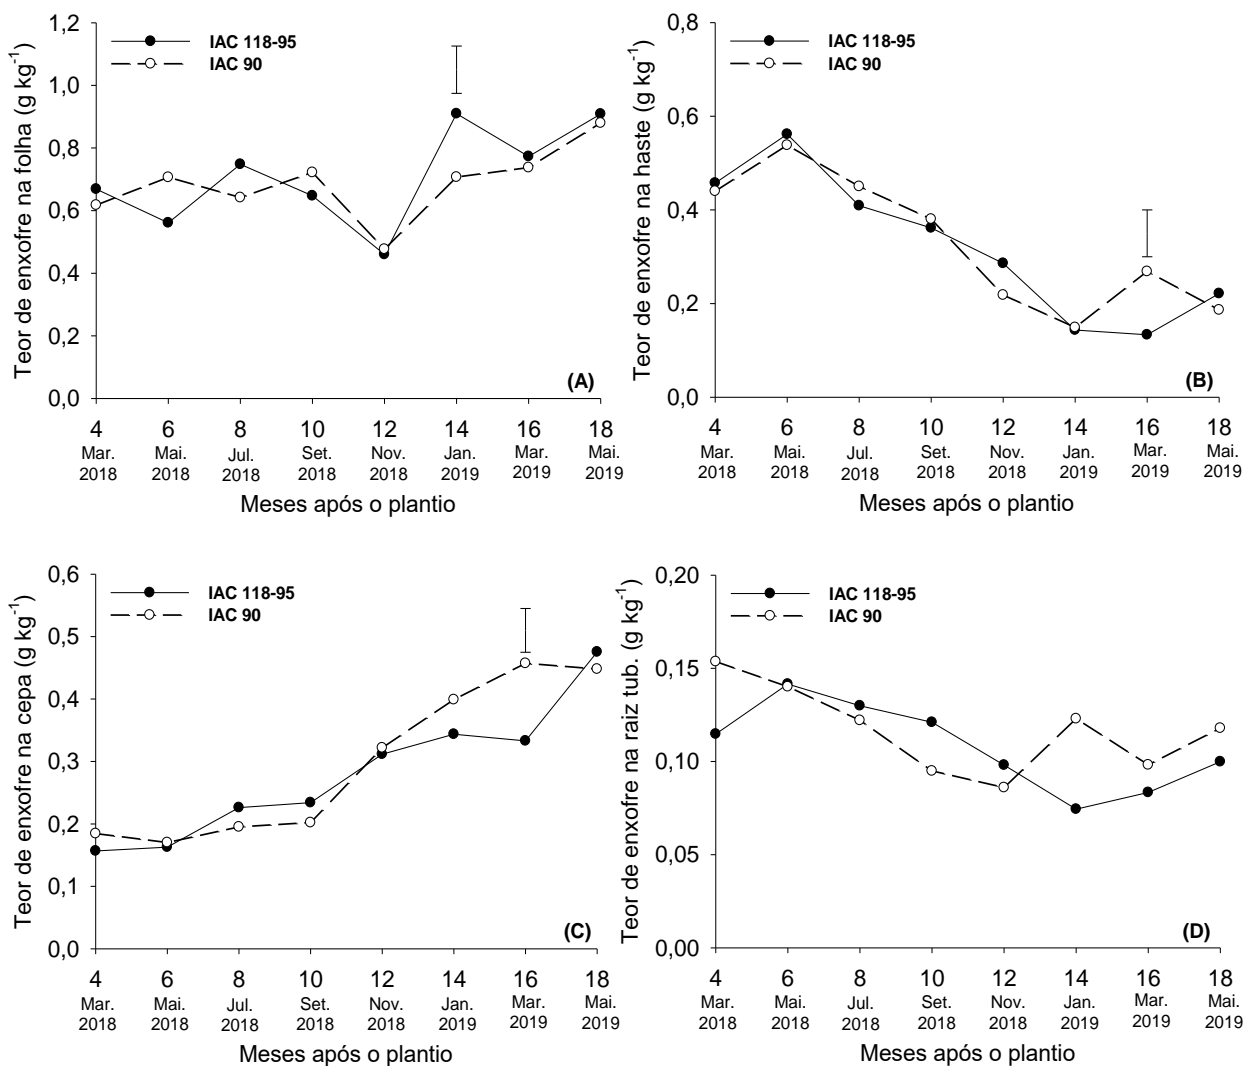 Teor de enxofre na folha (g kg-1)
1,2
1,0
0,8
0,6
0,4
0,2
0,0
IAC 118-95
IAC 90
(A)
4 6 8 10 12 14 16 18
Mar. Mai. Jul. Set. Nov. Jan. Mar. Mai.
2018 2018 2018 2018 2018 2019 2019 2019
Meses após o plantio
Teor de enxofre na haste (g kg-1)
0,8
0,6
0,4
0,2
0,0
IAC 118-95
IAC 90
(B)
4 6 8 10 12 14 16 18
Mar. Mai. Jul. Set. Nov. Jan. Mar. Mai.
2018 2018 2018 2018 2018 2019 2019 2019
Meses após o plantio
Teor de enxofre na cepa (g kg-1)
0,6
0,5
0,4
0,3
0,2
0,1
0,0
IAC 118-95
IAC 90
(C)
4 6 8 10 12 14 16 18
Mar. Mai. Jul. Set. Nov. Jan. Mar. Mai.
2018 2018 2018 2018 2018 2019 2019 2019
Meses após o plantio
Teor de enxofre na raiz tub. (g kg-1)
0,20
0,15
0,10
0,05
0,00
IAC 118-95
IAC 90
(D)
4 6 8 10 12 14 16 18
Mar. Mai. Jul. Set. Nov. Jan. Mar. Mai.
2018 2018 2018 2018 2018 2019 2019 2019
Meses após o plantio